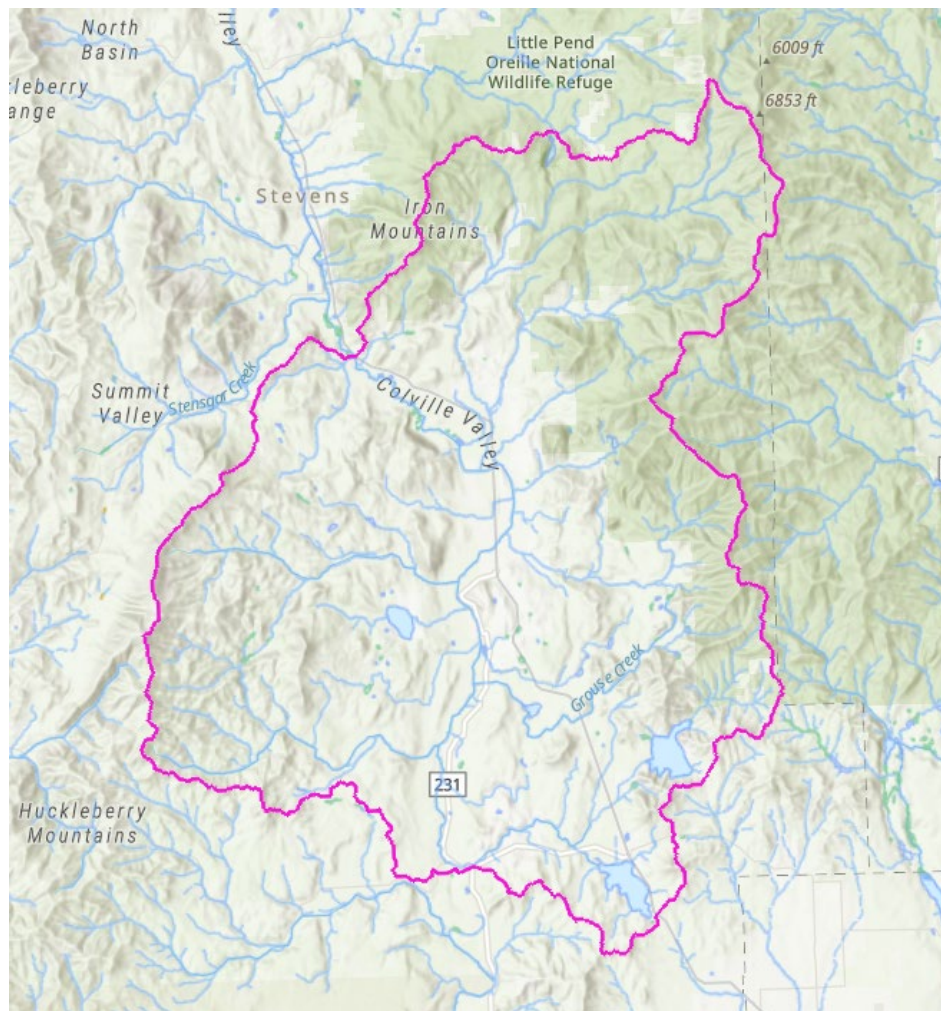 North
Basin
Little Pend
Oreille National
Wildlife Refuge
6009 ft
6853 ft
Stevens
Iron
Mountains
Summit
Valley
Stensgar Creek
Colville Valley
Grouse Creek
231
Huckleberry
Mountains